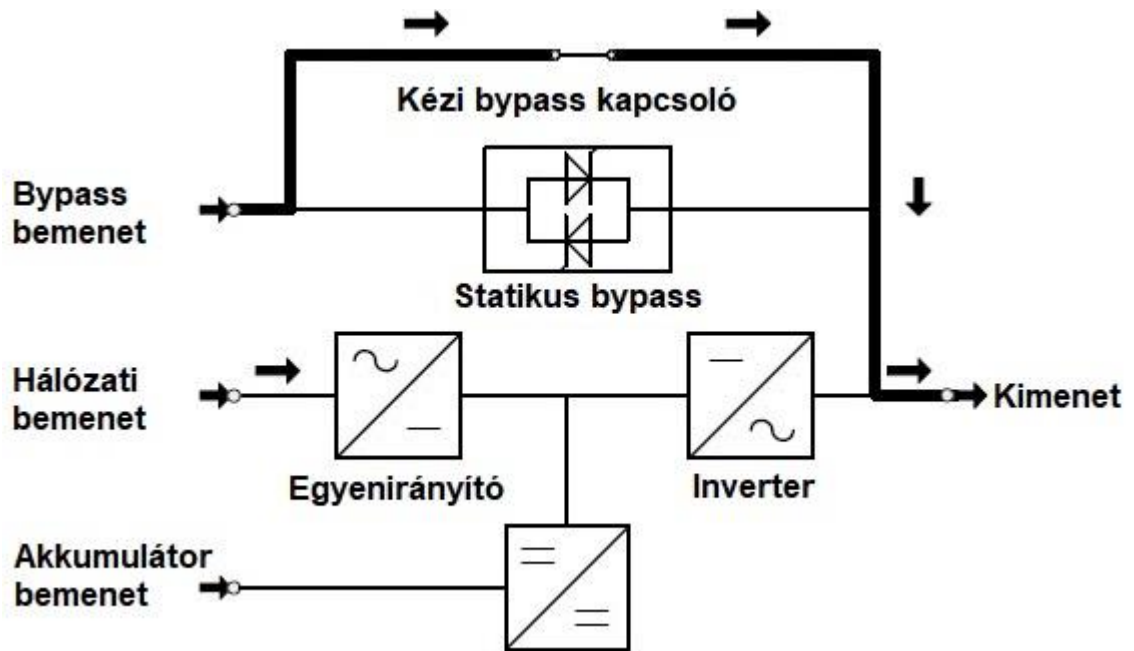 Kézi bypass kapcsoló
Bypass
bemenet
Statikus bypass
Hálózati
bemenet
Kimenet
Egyenirányító
Inverter
Akkumulátor
bemenet